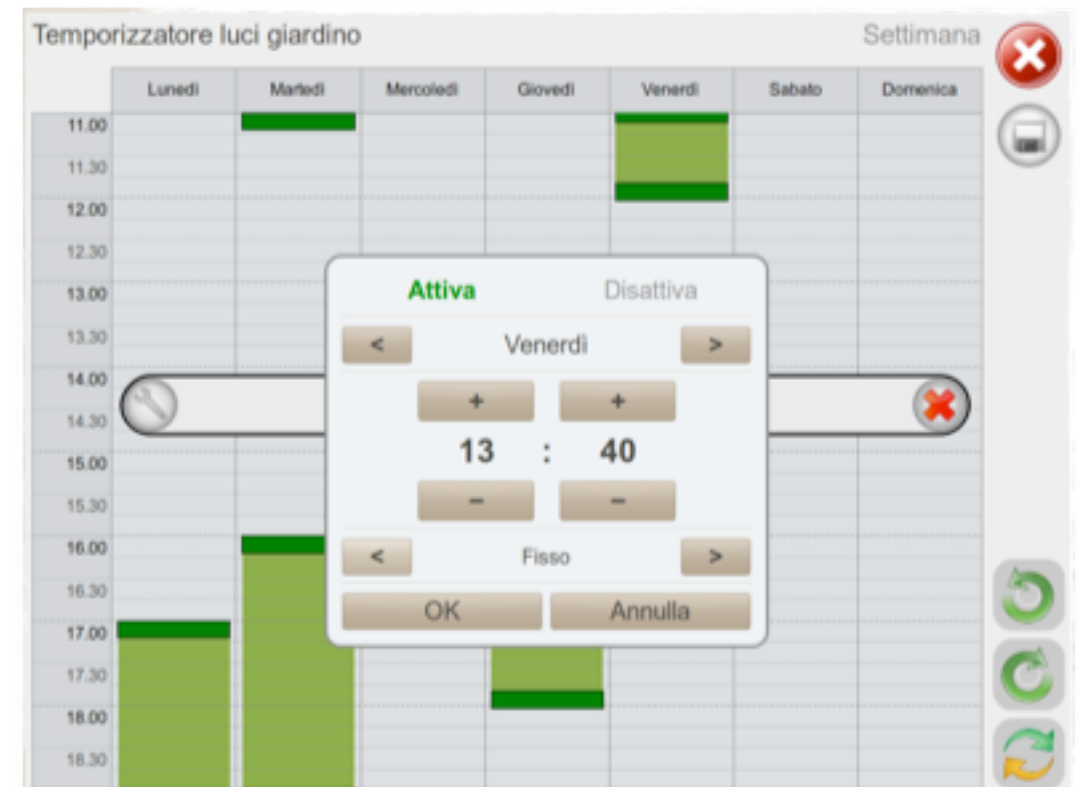 Temporizzatore luci giardino Settimana
Lunedì Martedì Mercoledì Giovedì Venerdì Sabato Domenica
11.00
11.30
12.00
12.30
13.00
Attiva Disattiva
13.30
< Venerdì >
14.00
+ +
14.30
13 : 40
15.00
15.30
- -
16.00
< Fisso >
16.30
OK Annulla
17.00
17.30
18.00
18.30